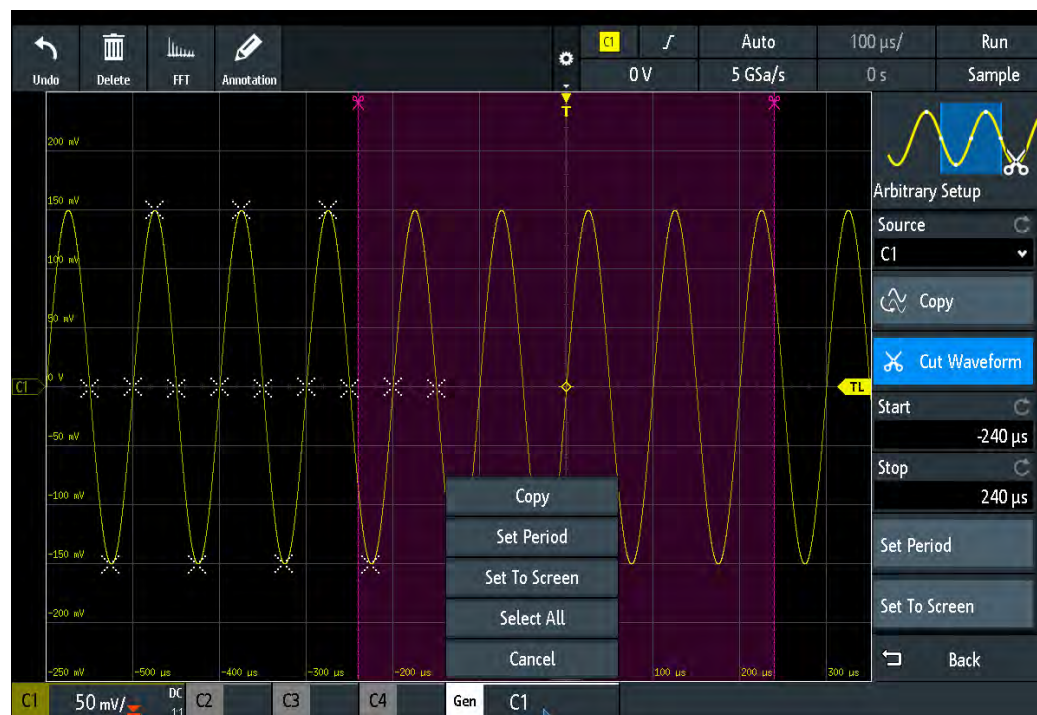 C1 Auto 100 µs/ Run
Undo Delete FFT Annotation 0 V 5 GSa/s 0 s Sample
T
200 mV
150 mV
100 mV
50 mV
C1 0 V TL
-50 mV
-100 mV
-150 mV
-200 mV
-250 mV -500 µs -400 µs -300 µs -200 µs 100 µs 200 µs 300 µs
Copy
Set Period
Set To Screen
Select All
Cancel
Arbitrary Setup
Source
C1
Copy
Cut Waveform
Start
-240 µs
Stop
240 µs
Set Period
Set To Screen
Back
C1 50 mV/ DC 1:1 C2 C3 C4 Gen C1